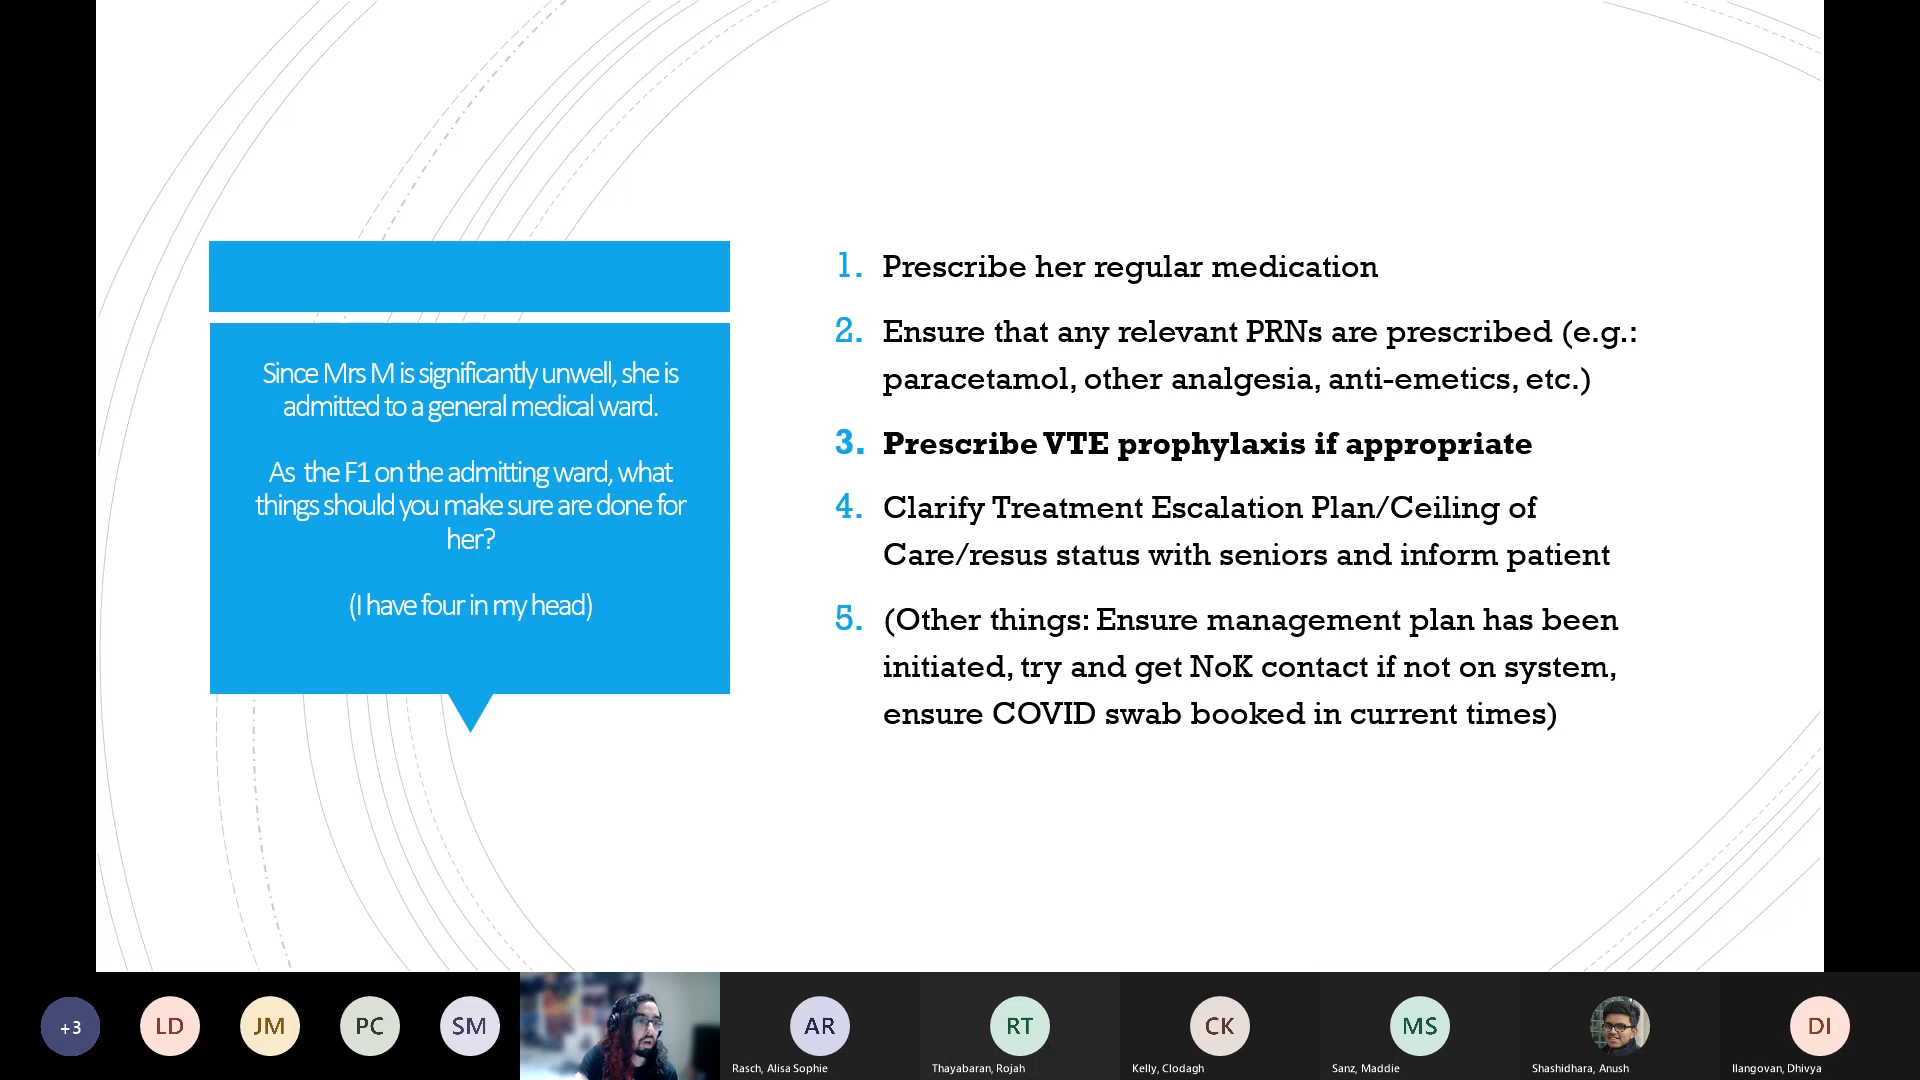 Since Mrs M is significantly unwell, she is
admitted to a general medical ward.
As the F1 on the admitting ward, what
things should you make sure are done for
her?
(I have four in my head)
1. Prescribe her regular medication
2. Ensure that any relevant PRNs are prescribed (e.g.:
paracetamol, other analgesia, anti-emetics, etc.)
3. Prescribe VTE prophylaxis if appropriate
4. Clarify Treatment Escalation Plan/Ceiling of
Care/resus status with seniors and inform patient
5. (Other things: Ensure management plan has been
initiated, try and get NoK contact if not on system,
ensure COVID swab booked in current times)
+3
LD
JM
PC
SM
AR
RT
CK
MS
DI
Rasch, Alisa Sophie
Thayabaran, Rojah
Kelly, Clodagh
Sanz, Maddie
Shashidhara, Anush
Ilangovan, Dhivya